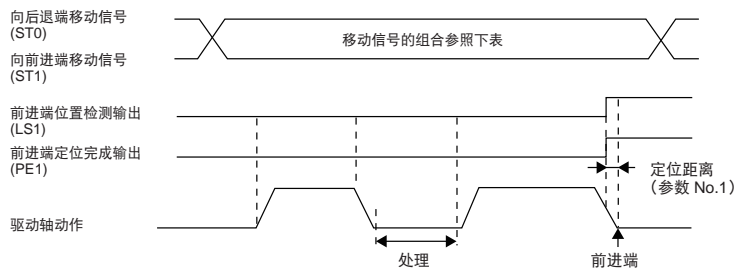 向后退端移动信号
(ST0)
移动信号的组合参照下表
向前进端移动信号
(ST1)
前进端位置检测输出
(LS1)
前进端定位完成输出
(PE1)
定位距离
（参数 No.1）
驱动轴动作
处理
前进端